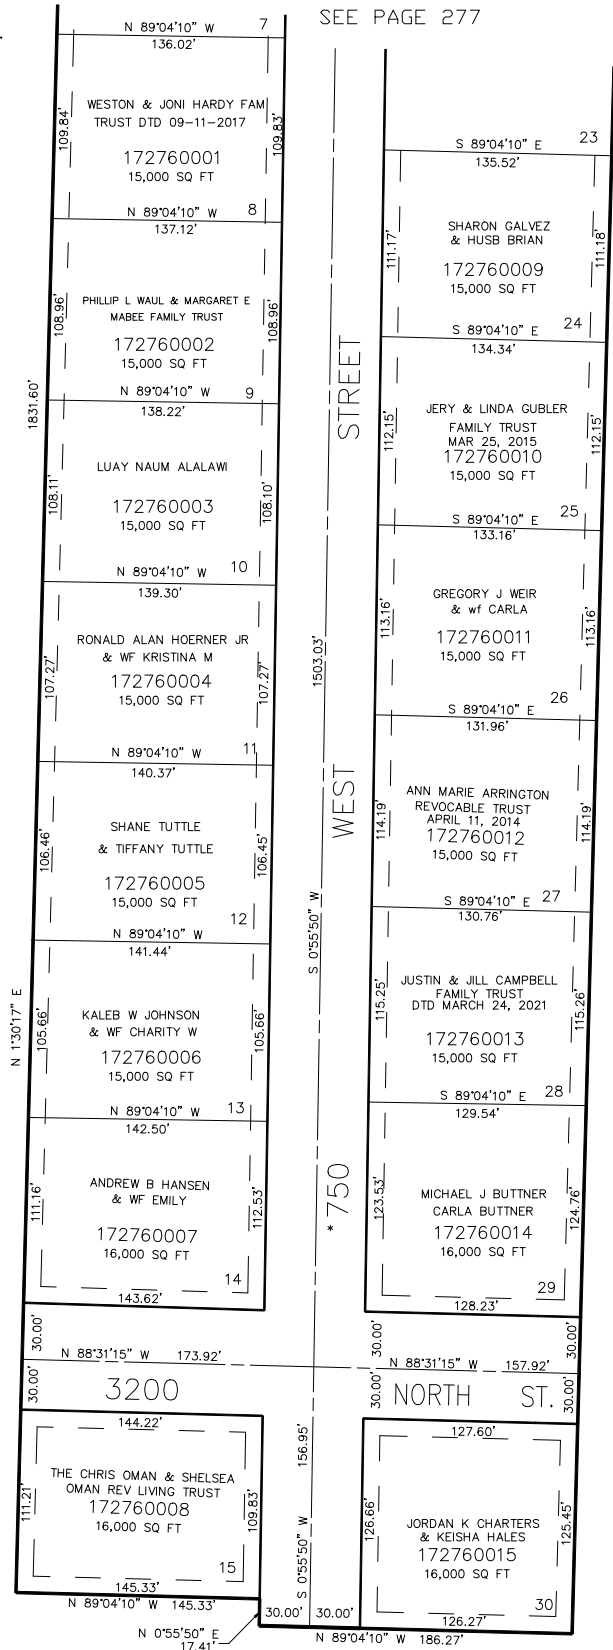 SEE PAGE 277
N 89°04'10" W
7
136.02'
109.84'
WESTON & JONI HARDY FAM
TRUST DTD 09-11-2017
172760001
15,000 SQ FT
109.83'
N 89°04'10" W
8
137.12'
108.96'
PHILLIP L WAUL & MARGARET E
MABEE FAMILY TRUST
172760002
15,000 SQ FT
108.96'
N 89°04'10" W
9
138.22'
1831.60'
108.11'
LUAY NAUM ALALAWI
172760003
15,000 SQ FT
108.10'
N 89°04'10" W
10
139.30'
107.27'
RONALD ALAN HOERNER JR
& WF KRISTINA M
172760004
15,000 SQ FT
107.27'
N 89°04'10" W
11
140.37'
106.46'
SHANE TUTTLE
& TIFFANY TUTTLE
172760005
15,000 SQ FT
106.45'
N 89°04'10" W
12
141.44'
N 1°30'17" E
105.66'
KALEB W JOHNSON
& WF CHARITY W
172760006
15,000 SQ FT
105.66'
N 89°04'10" W
13
142.50'
111.16'
ANDREW B HANSEN
& WF EMILY
172760007
16,000 SQ FT
112.53'
14
143.62'
*750 WEST STREET
1503.03'
S 0°55'50" W
S 89°04'10" E
23
135.52'
111.17'
SHARON GALVEZ
& HUSB BRIAN
172760009
15,000 SQ FT
111.18'
S 89°04'10" E
24
134.34'
112.15'
JERY & LINDA GUBLER
FAMILY TRUST
MAR 25, 2015
172760010
15,000 SQ FT
112.15'
S 89°04'10" E
25
133.16'
113.16'
GREGORY J WEIR
& wf CARLA
172760011
15,000 SQ FT
113.16'
S 89°04'10" E
26
131.96'
114.19'
ANN MARIE ARRINGTON
REVOCABLE TRUST
APRIL 11, 2014
172760012
15,000 SQ FT
114.19'
S 89°04'10" E
27
130.76'
115.25'
JUSTIN & JILL CAMPBELL
FAMILY TRUST
DTD MARCH 24, 2021
172760013
15,000 SQ FT
115.26'
S 89°04'10" E
28
129.54'
123.53'
MICHAEL J BUTTNER
CARLA BUTTNER
172760014
16,000 SQ FT
124.76'
29
128.23'
30.00'
30.00'
30.00'
N 88°31'15" W 173.92'
N 88°31'15" W 157.92'
30.00'
30.00'
30.00'
3200 NORTH ST.
144.22'
111.21'
THE CHRIS OMAN & SHELSEA
OMAN REV LIVING TRUST
172760008
16,000 SQ FT
109.83'
15
145.33'
N 89°04'10" W 145.33'
N 0°55'50" E
17.41'
156.95'
S 0°55'50" W
30.00'
30.00'
127.60'
126.66'
JORDAN K CHARTERS
& KEISHA HALES
172760015
16,000 SQ FT
125.45'
30
126.27'
N 89°04'10" W 186.27'